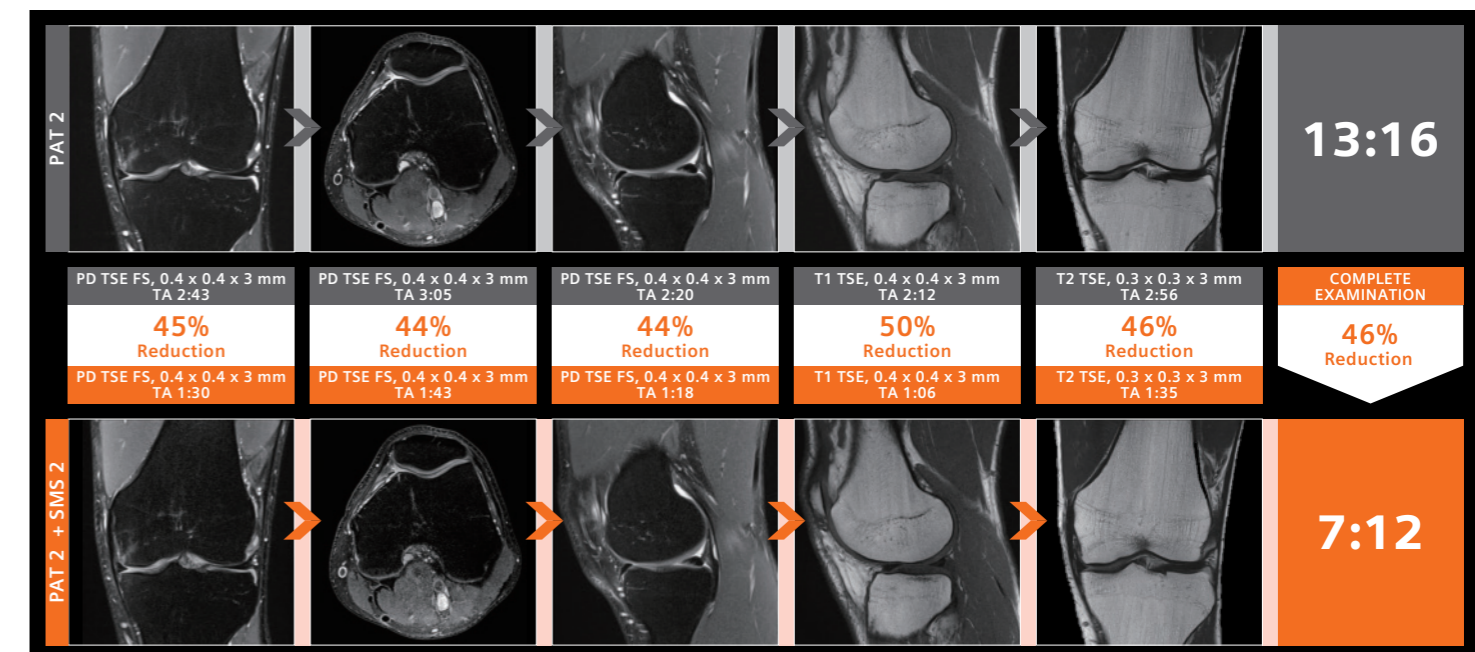 PAT 2
13:16
PD TSE FS, 0.4 x 0.4 x 3 mm
TA 2:43
45%
Reduction
PD TSE FS, 0.4 x 0.4 x 3 mm
TA 1:30
PD TSE FS, 0.4 x 0.4 x 3 mm
TA 3:05
44%
Reduction
PD TSE FS, 0.4 x 0.4 x 3 mm
TA 1:43
PD TSE FS, 0.4 x 0.4 x 3 mm
TA 2:20
44%
Reduction
PD TSE FS, 0.4 x 0.4 x 3 mm
TA 1:18
T1 TSE, 0.4 x 0.4 x 3 mm
TA 2:12
50%
Reduction
T1 TSE, 0.4 x 0.4 x 3 mm
TA 1:06
T2 TSE, 0.3 x 0.3 x 3 mm
TA 2:56
46%
Reduction
T2 TSE, 0.3 x 0.3 x 3 mm
TA 1:35
COMPLETE
EXAMINATION
46%
Reduction
PAT 2 + SMS 2
7:12